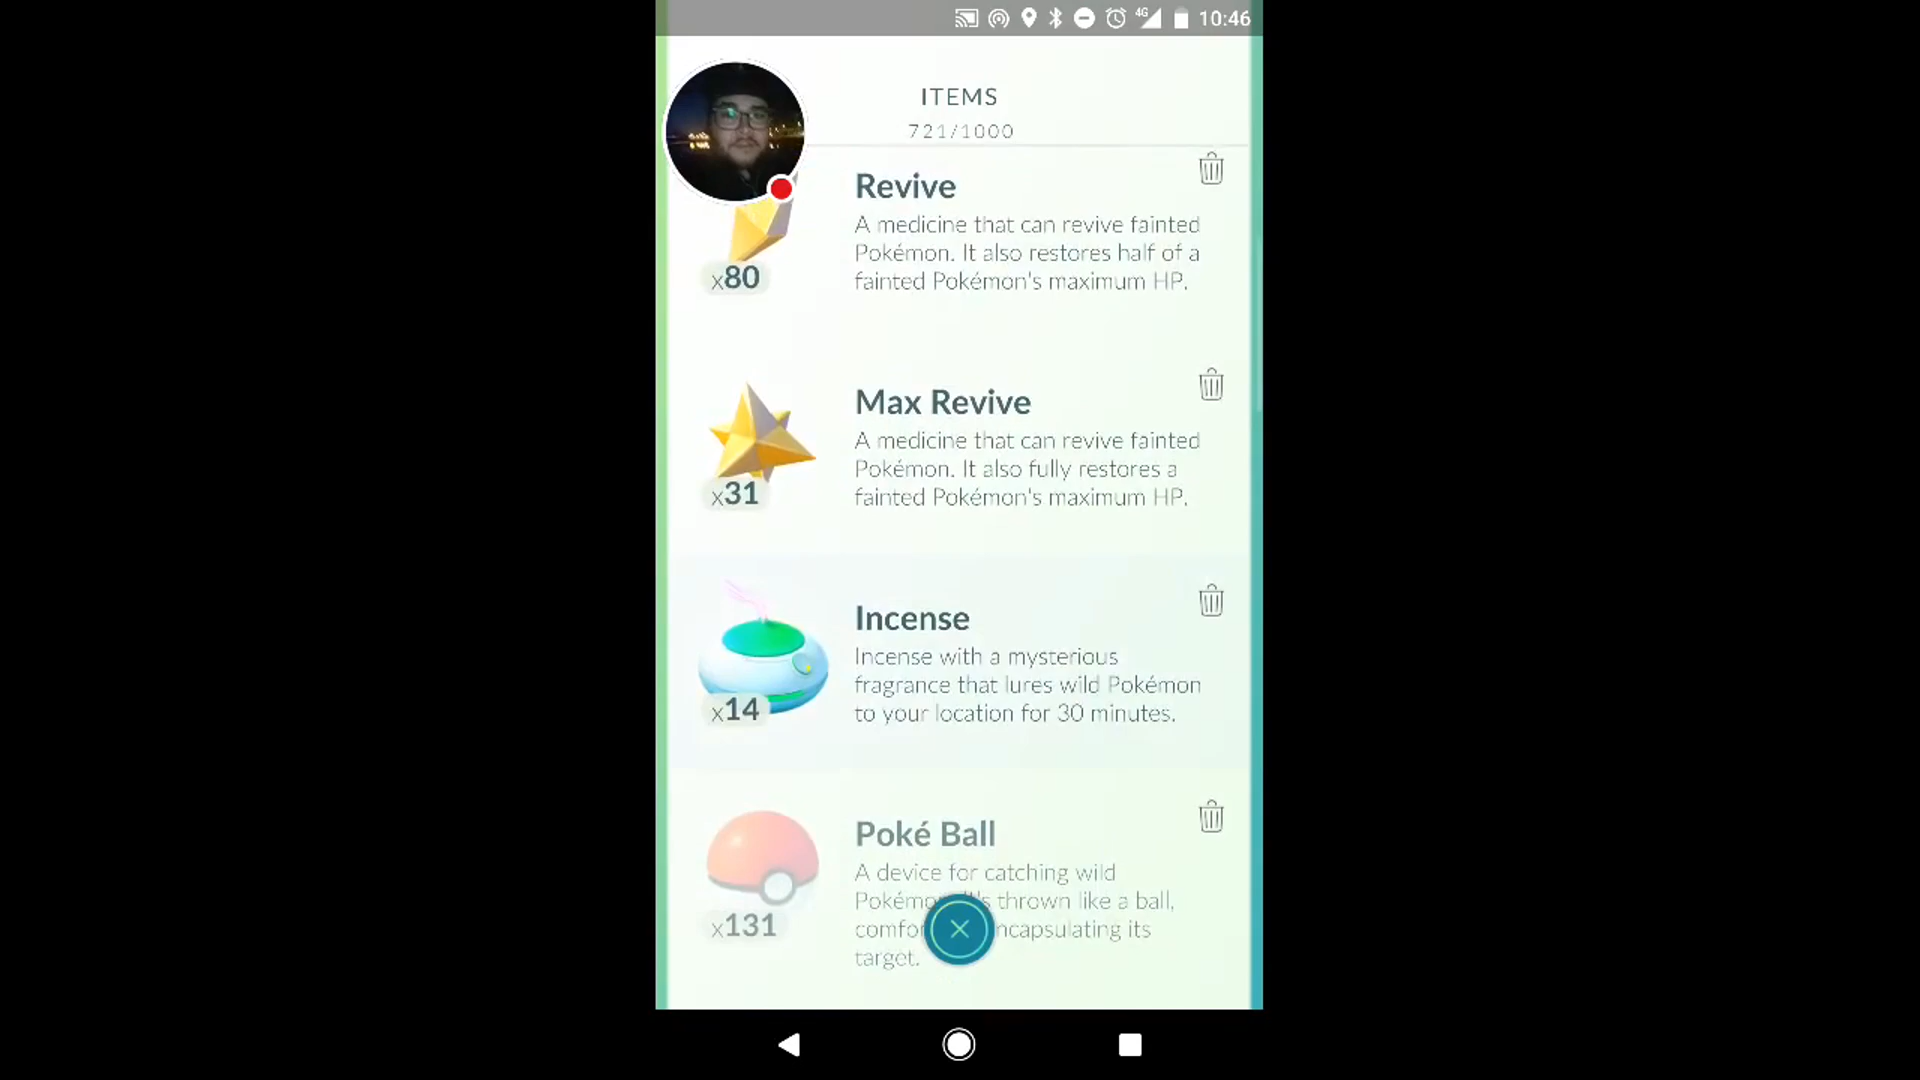 4G 10:46
ITEMS
721/1000
Revive
A medicine that can revive fainted
Pokémon. It also restores half of a
fainted Pokémon's maximum HP.
x80
Max Revive
A medicine that can revive fainted
Pokémon. It also fully restores a
fainted Pokémon's maximum HP.
x31
Incense
Incense with a mysterious
fragrance that lures wild Pokémon
to your location for 30 minutes.
x14
Poké Ball
A device for catching wild
thrown like a ball,
its
target.
x131